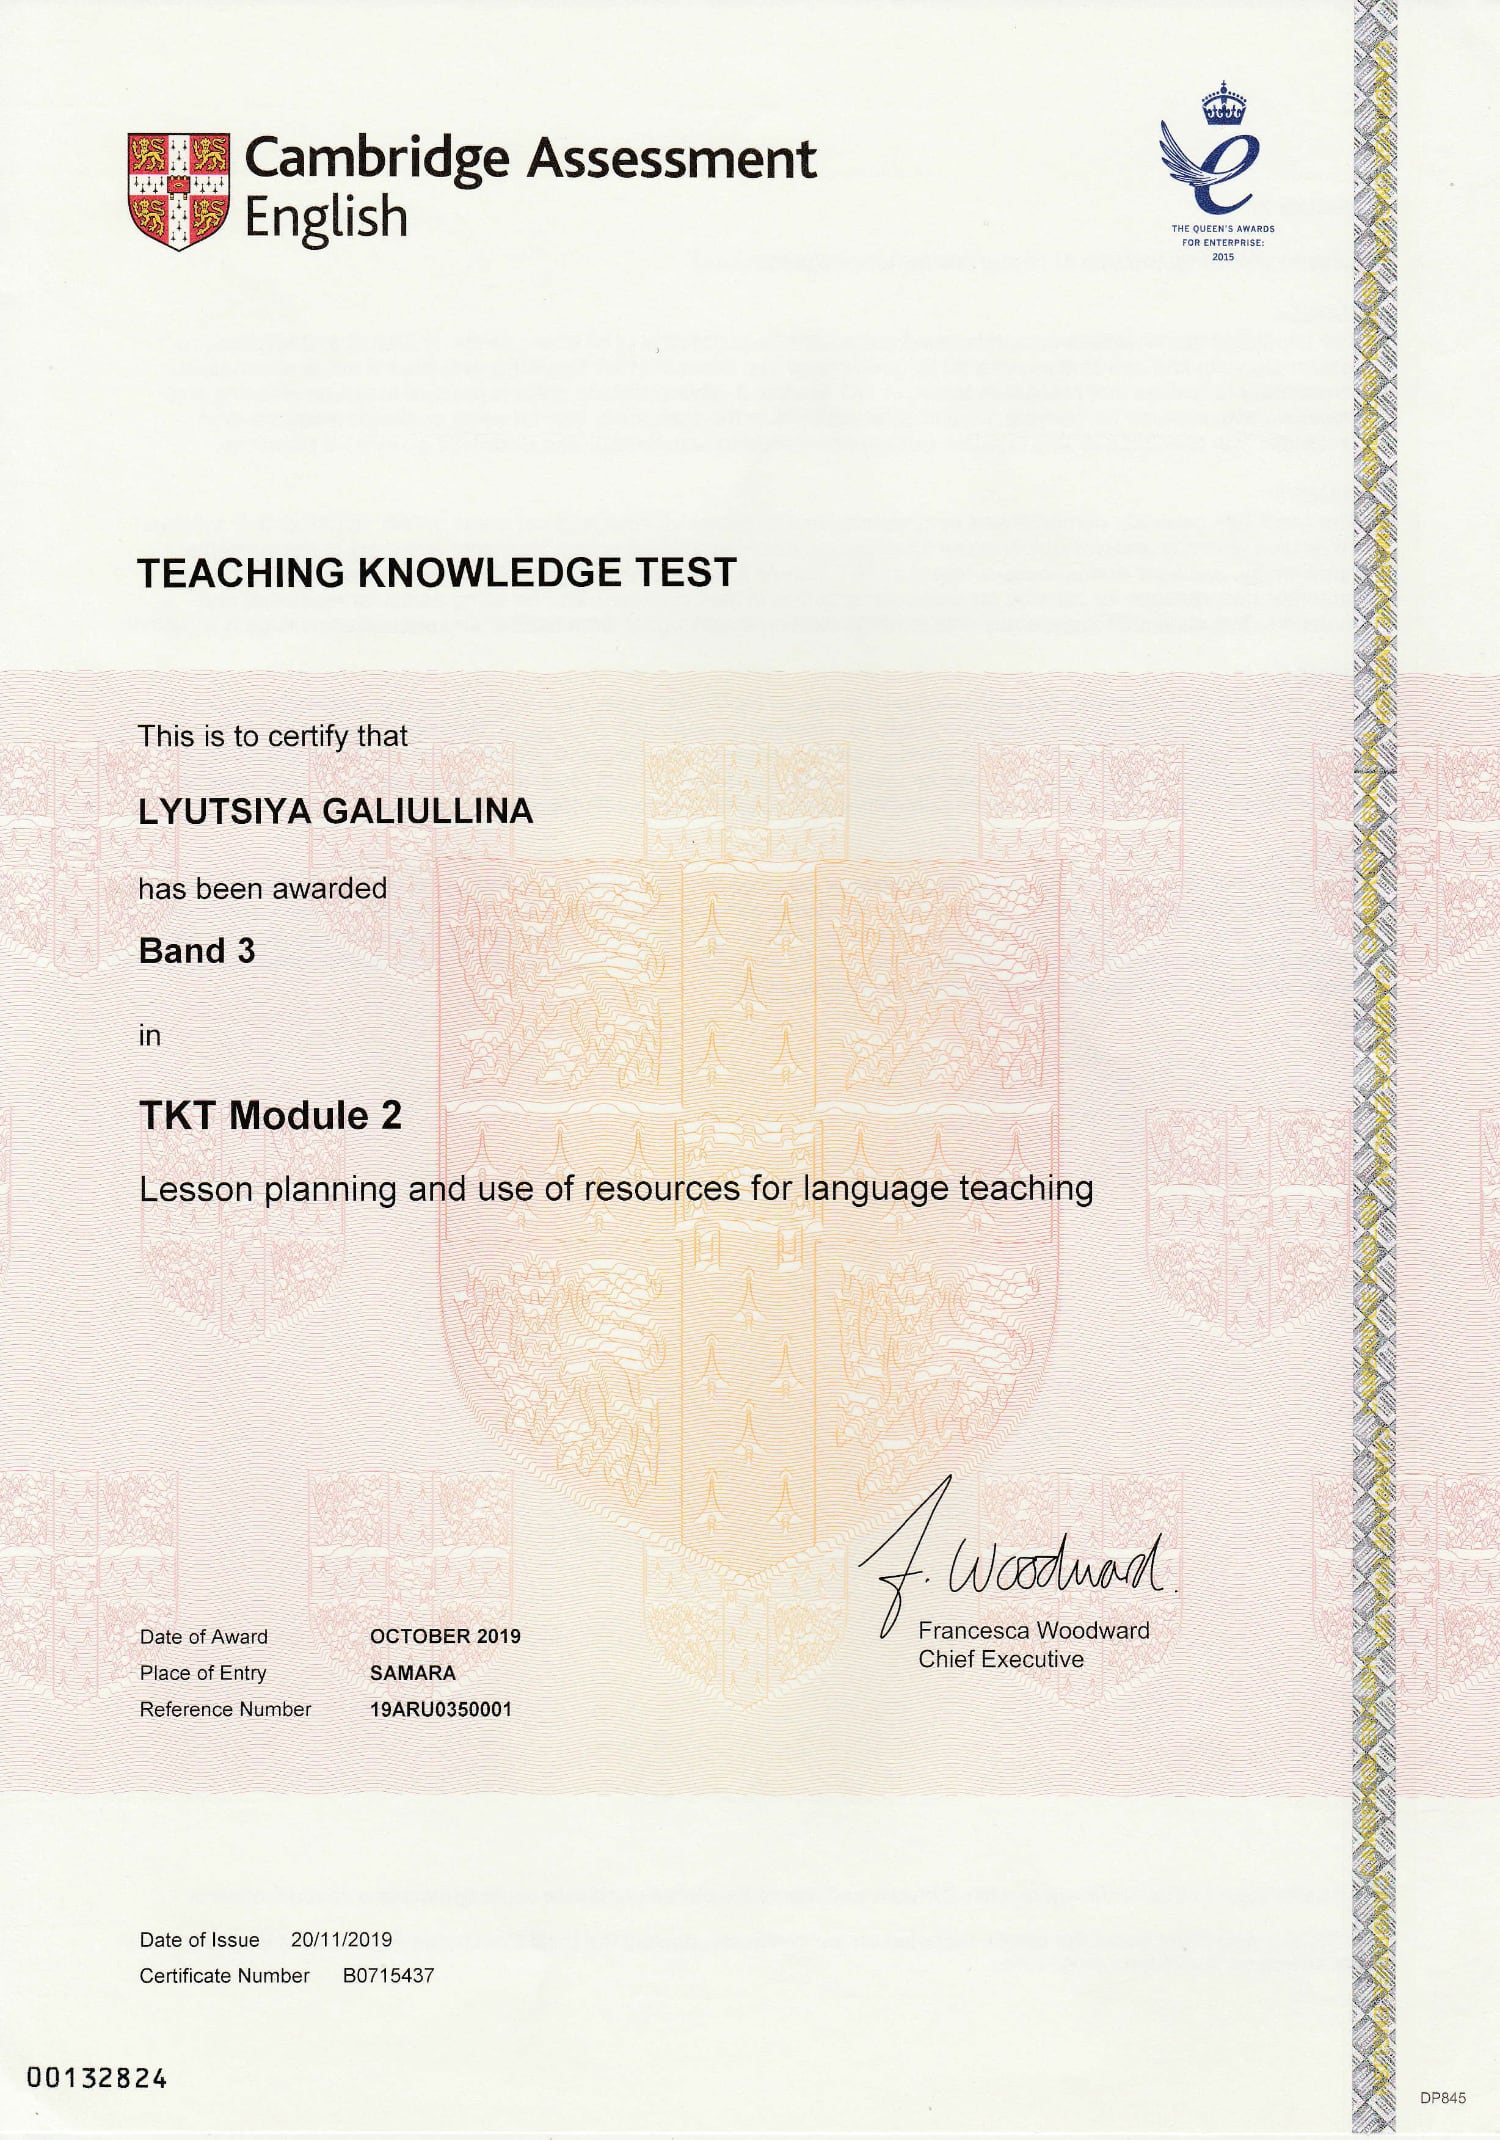 Cambridge Assessment
English
THE QUEEN'S AWARDS
FOR ENTERPRISE:
2015
TEACHING KNOWLEDGE TEST
This is to certify that
LYUTSIYA GALIULLINA
has been awarded
Band 3
in
TKT Module 2
Lesson planning and use of resources for language teaching
F. Woodward.
Francesca Woodward
Chief Executive
Date of Award OCTOBER 2019
Place of Entry SAMARA
Reference Number 19ARU0350001
Date of Issue 20/11/2019
Certificate Number B0715437
00132824
DP845